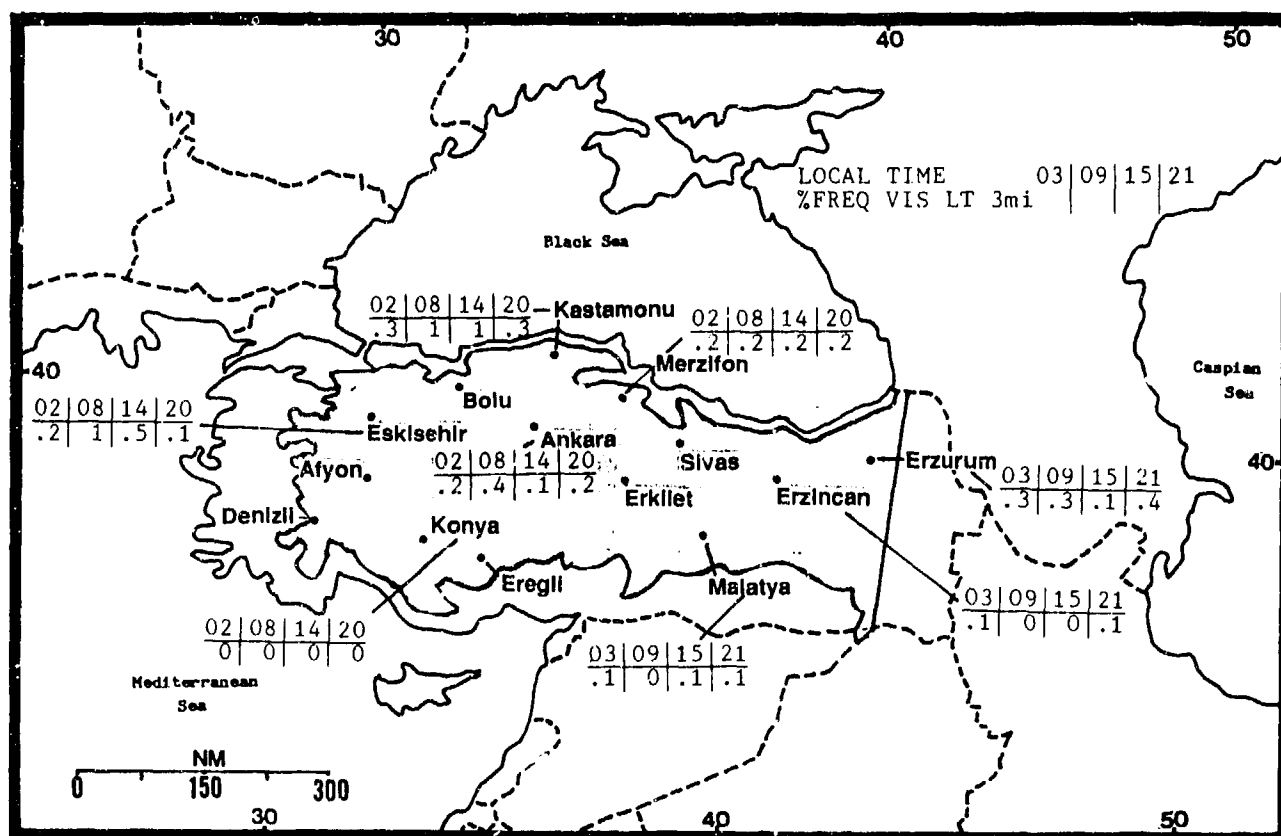 30 40 50
LOCAL TIME 03|09|15|21
%FREQ VIS LT 3mi
Black Sea
02|08|14|20 Kastamonu
.3| 1| 1|.3
02|08|14|20
.2|.2|.2|.2
Merzifon
40
Caspian
Sea
Bolu
02|08|14|20
.2| 1|.5|.1
Eskisehir
Ankara
02|08|14|20
.2|.4|.1|.2
Sivas
Erzurum
40
03|09|15|21
.3|.3|.1|.4
Afyon
Erkilet
Erzincan
Denizli
Konya
Eregli
Malatya
03|09|15|21
.1| 0| 0|.1
02|08|14|20
0| 0| 0| 0
03|09|15|21
.1| 0|.1|.1
Mediterranean
Sea
NM
0 150 300
30 40 50